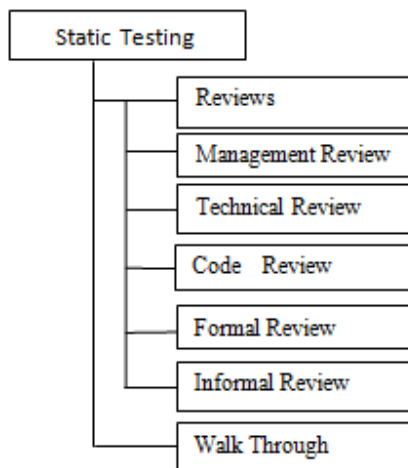 Static Testing
Reviews
Management Review
Technical Review
Code Review
Formal Review
Informal Review
Walk Through